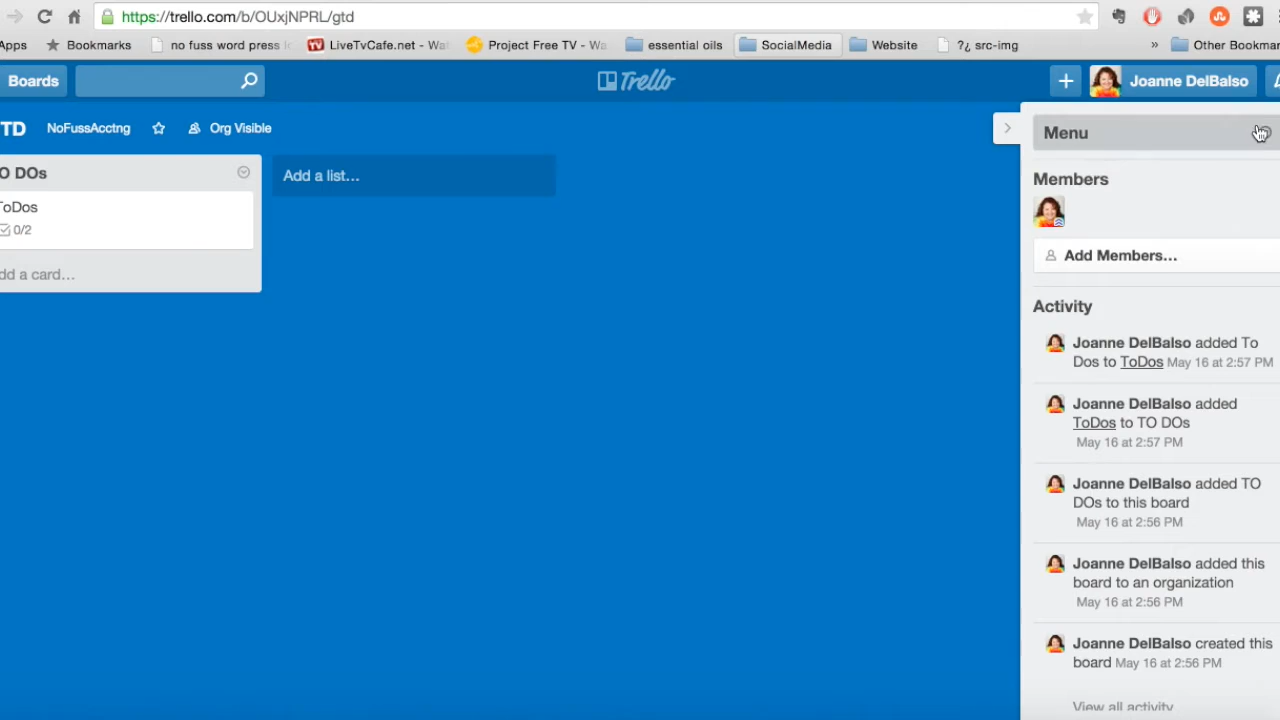 https://trello.com/b/OUxjNPRL/gtd
Apps Bookmarks no fuss word press LiveTvCafe.net - Wa Project Free TV - Wa essential oils SocialMedia Website ?¿ src-img » Other Bookmar
Boards Trello + Joanne DelBalso
TD NoFussAcctng Org Visible
O DOs
Add a list...
ToDos
0/2
dd a card...
Menu
Members
Add Members...
Activity
Joanne DelBalso added To
Dos to ToDos May 16 at 2:57 PM
Joanne DelBalso added
ToDos to TO DOs
May 16 at 2:57 PM
Joanne DelBalso added TO
DOs to this board
May 16 at 2:56 PM
Joanne DelBalso added this
board to an organization
May 16 at 2:56 PM
Joanne DelBalso created this
board May 16 at 2:56 PM
View all activity